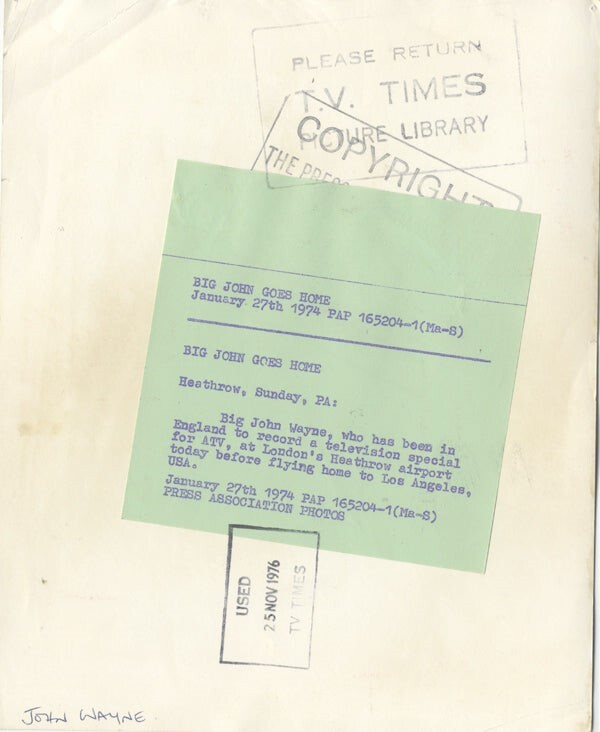 PLEASE RETURN
T.V. TIMES
LIBRARY
COPYRIGHT
THE PRESS
BIG JOHN GOES HOME
January 27th 1974 PAP 165204-1(Ma-S)
BIG JOHN GOES HOME
Heathrow, Sunday, PA:
Big John Wayne, who has been in
England to record a television special
for ATV, at London's Heathrow airport
today before flying home to Los Angeles,
USA.
January 27th 1974 PAP 165204-1(Ma-S)
PRESS ASSOCIATION PHOTOS
USED
25 NOV 1976
TV TIMES
JOHN WAYNE.